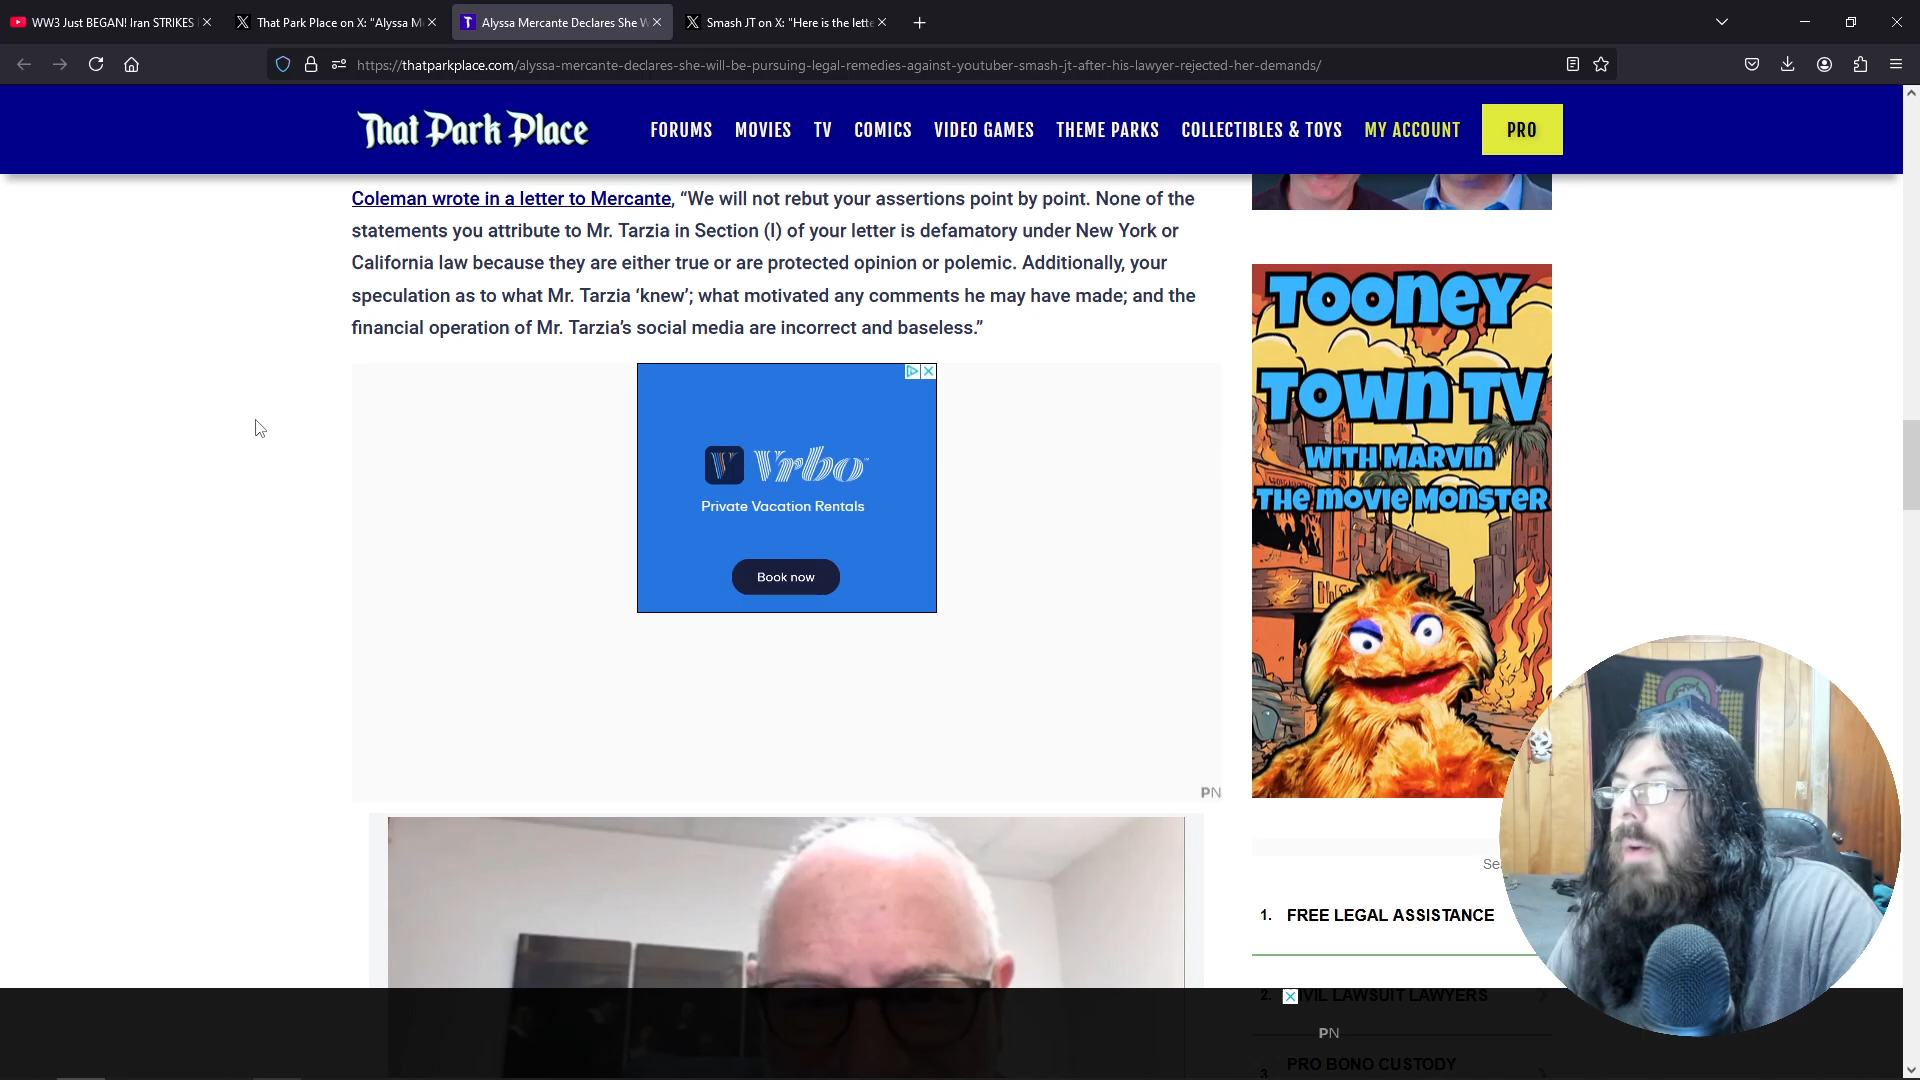 WW3 Just BEGAN! Iran STRIKES
That Park Place on X: "Alyssa M
Alyssa Mercante Declares She W
Smash JT on X: "Here is the lette
https://thatparkplace.com/alyssa-mercante-declares-she-will-be-pursuing-legal-remedies-against-youtuber-smash-jt-after-his-lawyer-rejected-her-demands/
That Park Place
FORUMS MOVIES TV COMICS VIDEO GAMES THEME PARKS COLLECTIBLES & TOYS MY ACCOUNT PRO
Coleman wrote in a letter to Mercante, “We will not rebut your assertions point by point. None of the
statements you attribute to Mr. Tarzia in Section (I) of your letter is defamatory under New York or
California law because they are either true or are protected opinion or polemic. Additionally, your
speculation as to what Mr. Tarzia ‘knew’; what motivated any comments he may have made; and the
financial operation of Mr. Tarzia’s social media are incorrect and baseless.”
Vrbo
Private Vacation Rentals
Book now
PN
TOONEY
TOWN TV
WITH MARVIN
THE MOVIE MONSTER
1. FREE LEGAL ASSISTANCE
2. CIVIL LAWSUIT LAWYERS
PN
3. PRO BONO CUSTODY